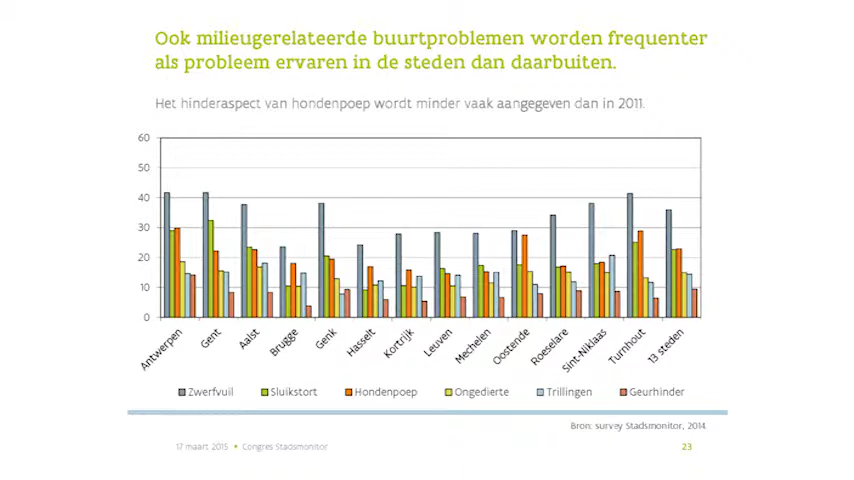 Ook milieugerelateerde buurtproblemen worden frequenter
als probleem ervaren in de steden dan daarbuiten.
Het hinderaspect van hondenpoep wordt minder vaak aangegeven dan in 2011.
60
50
40
30
20
10
0
Antwerpen
Gent
Aalst
Brugge
Genk
Hasselt
Kortrijk
Leuven
Mechelen
Oostende
Roeselare
Sint-Niklaas
Turnhout
13 steden
Zwerfvuil Sluikstort Hondenpoep Ongedierte Trillingen Geurhinder
Bron: survey Stadsmonitor, 2014.
17 maart 2015 • Congres Stadsmonitor 23